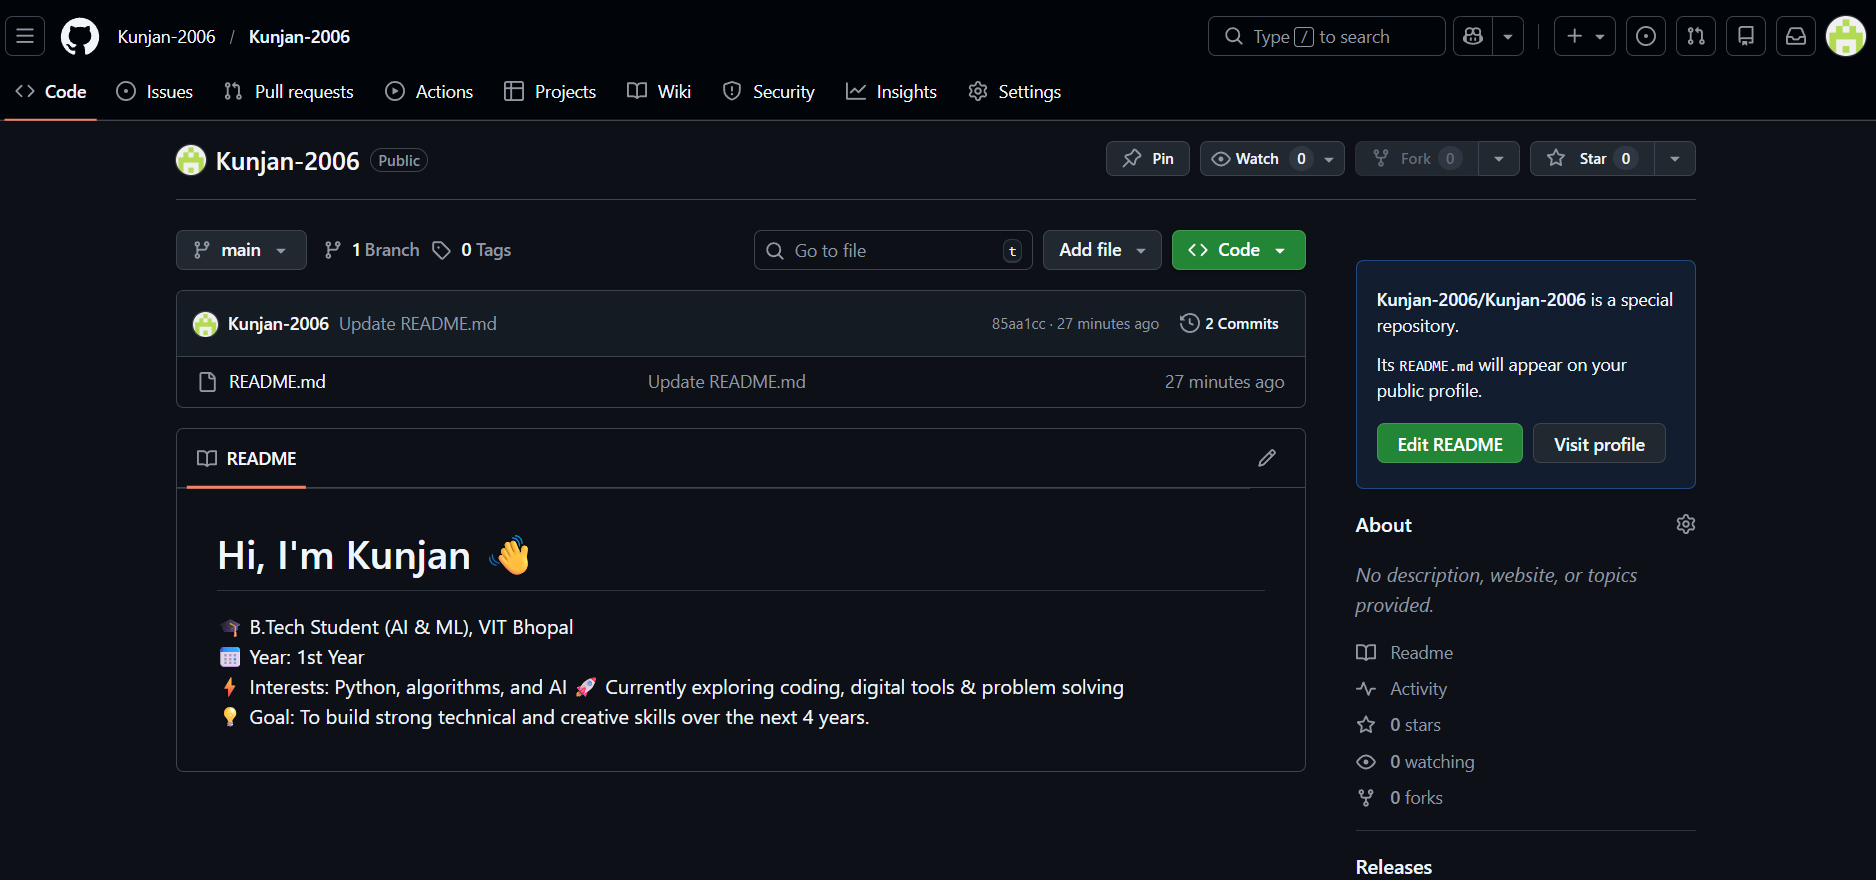 Kunjan-2006 / Kunjan-2006
Type / to search
Code Issues Pull requests Actions Projects Wiki Security Insights Settings
Kunjan-2006 Public
Pin Watch 0 Fork 0 Star 0
main 1 Branch 0 Tags
Go to file t Add file Code
Kunjan-2006 Update README.md 85aa1cc · 27 minutes ago 2 Commits
README.md Update README.md 27 minutes ago
README
Hi, I'm Kunjan 👋
🎓 B.Tech Student (AI & ML), VIT Bhopal
📅 Year: 1st Year
⚡ Interests: Python, algorithms, and AI 🚀 Currently exploring coding, digital tools & problem solving
💡 Goal: To build strong technical and creative skills over the next 4 years.
Kunjan-2006/Kunjan-2006 is a special
repository.
Its README.md will appear on your
public profile.
Edit README Visit profile
About
No description, website, or topics
provided.
Readme
Activity
0 stars
0 watching
0 forks
Releases